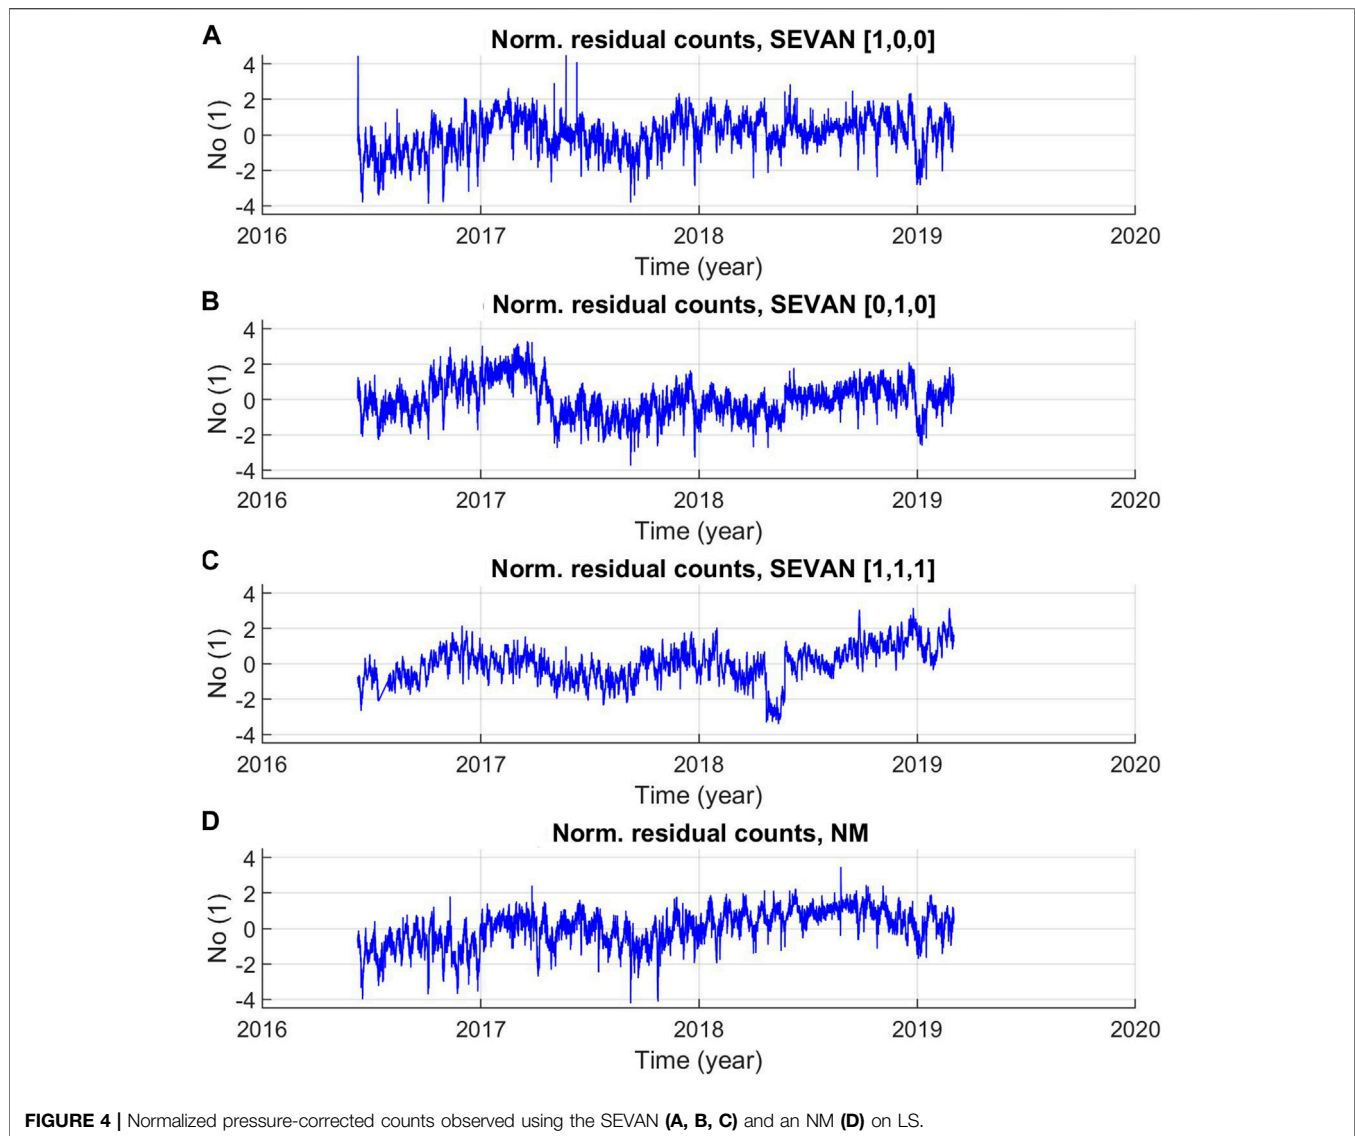 A
Norm. residual counts, SEVAN [1,0,0]
4
2
0
-2
-4
No (1)
2016 2017 2018 2019 2020
Time (year)
B
Norm. residual counts, SEVAN [0,1,0]
4
2
0
-2
-4
No (1)
2016 2017 2018 2019 2020
Time (year)
C
Norm. residual counts, SEVAN [1,1,1]
4
2
0
-2
-4
No (1)
2016 2017 2018 2019 2020
Time (year)
D
Norm. residual counts, NM
4
2
0
-2
-4
No (1)
2016 2017 2018 2019 2020
Time (year)
FIGURE 4 | Normalized pressure-corrected counts observed using the SEVAN (A, B, C) and an NM (D) on LS.